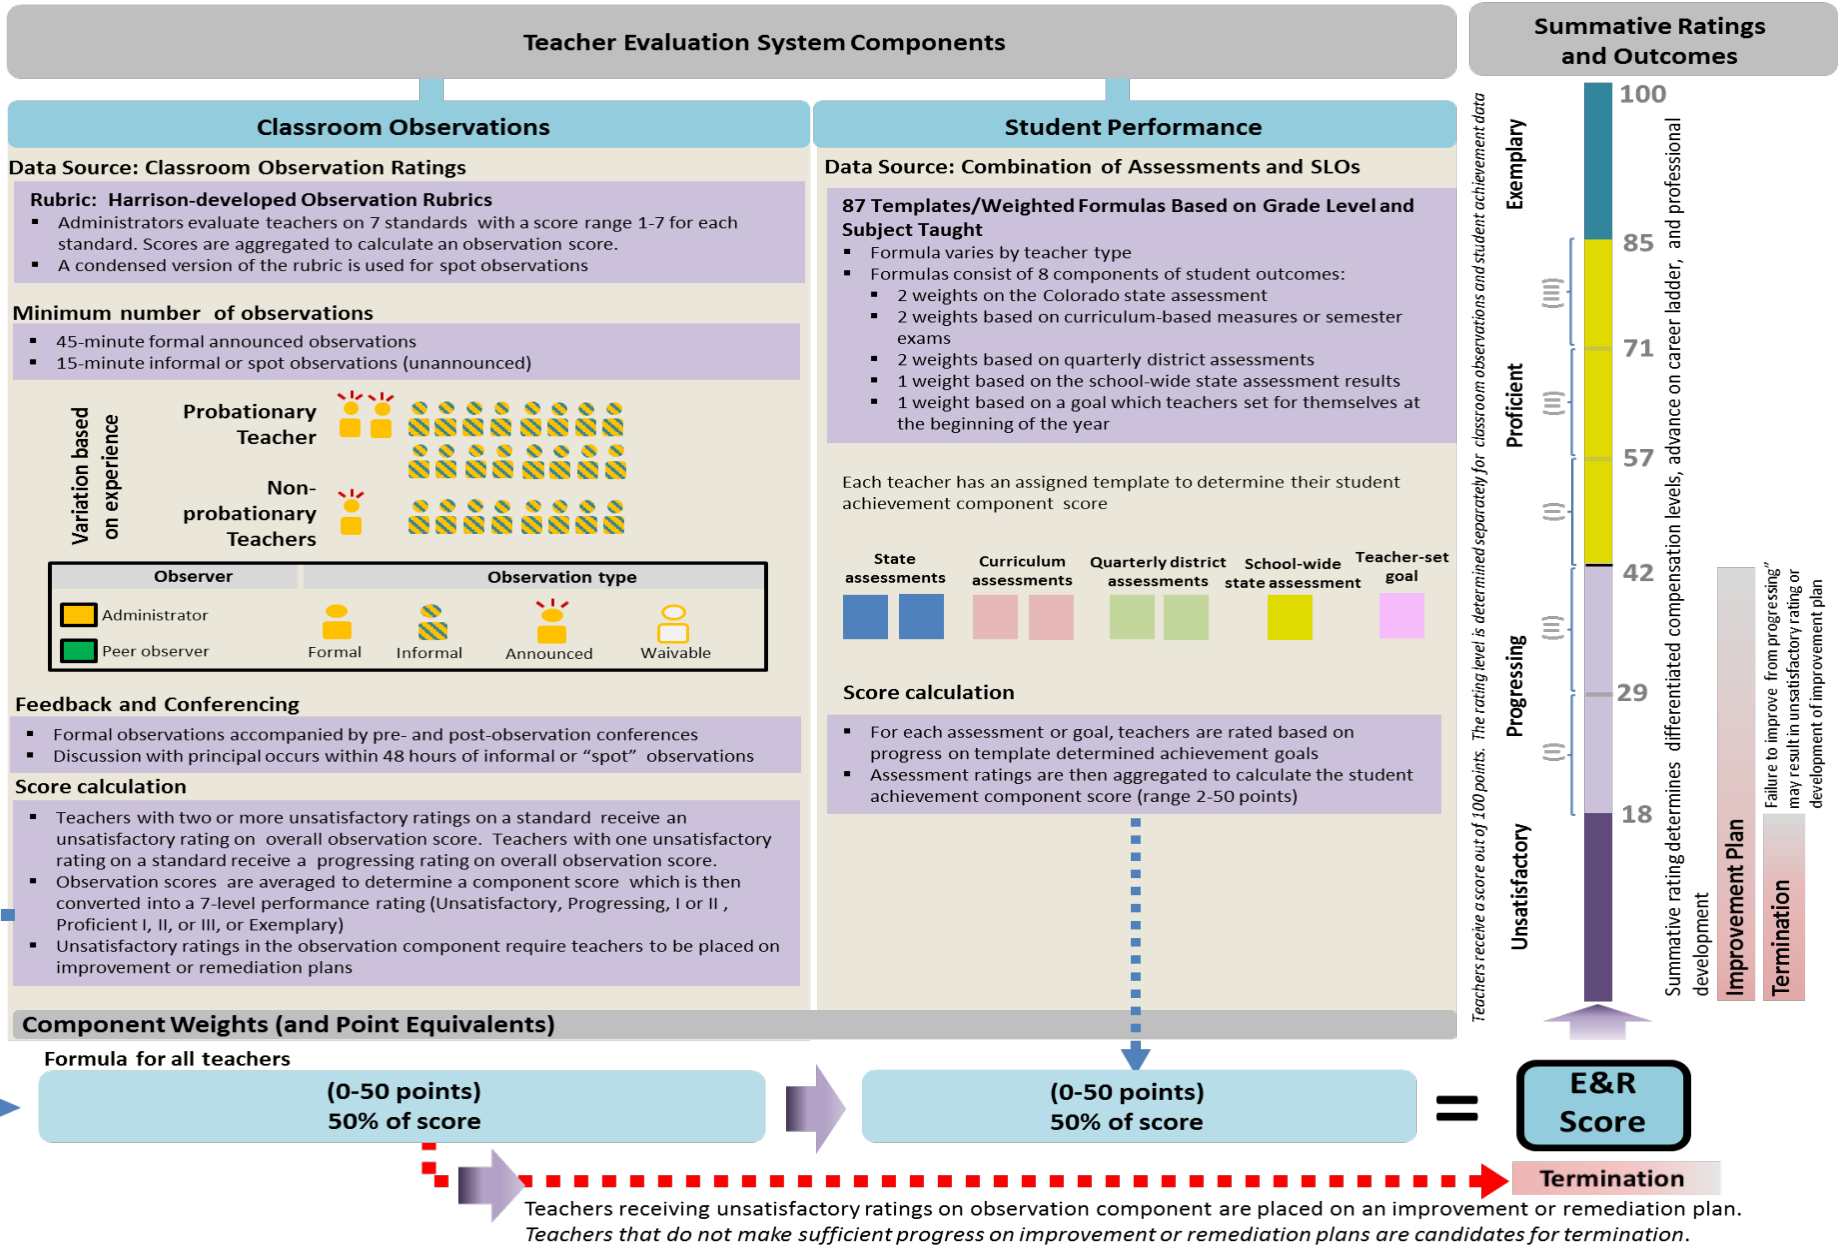 Teacher Evaluation System Components
Summative Ratings
and Outcomes
Classroom Observations
Data Source: Classroom Observation Ratings
Rubric: Harrison-developed Observation Rubrics
▪ Administrators evaluate teachers on 7 standards with a score range 1-7 for each
standard. Scores are aggregated to calculate an observation score.
▪ A condensed version of the rubric is used for spot observations
Minimum number of observations
▪ 45-minute formal announced observations
▪ 15-minute informal or spot observations (unannounced)
Variation based
on experience
Probationary
Teacher
Non-
probationary
Teachers
Observer
Observation type
Administrator
Peer observer
Formal
Informal
Announced
Waivable
Feedback and Conferencing
▪ Formal observations accompanied by pre- and post-observation conferences
▪ Discussion with principal occurs within 48 hours of informal or “spot” observations
Score calculation
▪ Teachers with two or more unsatisfactory ratings on a standard receive an
unsatisfactory rating on overall observation score. Teachers with one unsatisfactory
rating on a standard receive a progressing rating on overall observation score.
▪ Observation scores are averaged to determine a component score which is then
converted into a 7-level performance rating (Unsatisfactory, Progressing, I or II ,
Proficient I, II, or III, or Exemplary)
▪ Unsatisfactory ratings in the observation component require teachers to be placed on
improvement or remediation plans
Student Performance
Data Source: Combination of Assessments and SLOs
87 Templates/Weighted Formulas Based on Grade Level and
Subject Taught
▪ Formula varies by teacher type
▪ Formulas consist of 8 components of student outcomes:
▪ 2 weights on the Colorado state assessment
▪ 2 weights based on curriculum-based measures or semester
exams
▪ 2 weights based on quarterly district assessments
▪ 1 weight based on the school-wide state assessment results
▪ 1 weight based on a goal which teachers set for themselves at
the beginning of the year
Each teacher has an assigned template to determine their student
achievement component score
State
assessments
Curriculum
assessments
Quarterly district
assessments
School-wide
state assessment
Teacher-set
goal
Score calculation
▪ For each assessment or goal, teachers are rated based on
progress on template determined achievement goals
▪ Assessment ratings are then aggregated to calculate the student
achievement component score (range 2-50 points)
Teachers receive a score out of 100 points. The rating level is determined separately for classroom observations and student achievement data
Exemplary
Proficient
Progressing
Unsatisfactory
100
85
71
57
42
29
18
Summative rating determines differentiated compensation levels, advance on career ladder, and professional
development
Improvement Plan
Failure to improve from progressing”
may result in unsatisfactory rating or
development of improvement plan
Termination
Component Weights (and Point Equivalents)
Formula for all teachers
(0-50 points)
50% of score
(0-50 points)
50% of score
=
E&R
Score
Termination
Teachers receiving unsatisfactory ratings on observation component are placed on an improvement or remediation plan.
Teachers that do not make sufficient progress on improvement or remediation plans are candidates for termination.